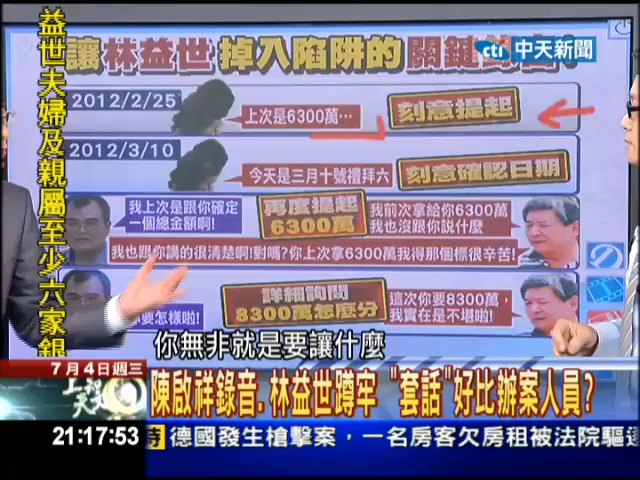 讓林益世掉入陷阱的關鍵
cti 中天新聞
益世夫婦及親屬至少六家銀
2012/2/25
上次是6300萬…
刻意提起
2012/3/10
今天是三月十號禮拜六
刻意確認日期
我上次是跟你確定
一個總金額啊!
再度提起
6300萬
我前次拿給你6300萬
我也沒跟你說什麼
我也跟你講的很清楚啊!對嗎?你上次拿6300萬我得那個標很辛苦!
要怎樣啦!
詳細詢問
8300萬怎麼分
這次你要8300萬,
我實在是不堪啦!
你無非就是要讓什麼
7月4日週三
陳啟祥錄音.林益世蹲牢 "套話"好比辦案人員?
21:17:53
德國發生槍擊案,一名房客欠房租被法院驅